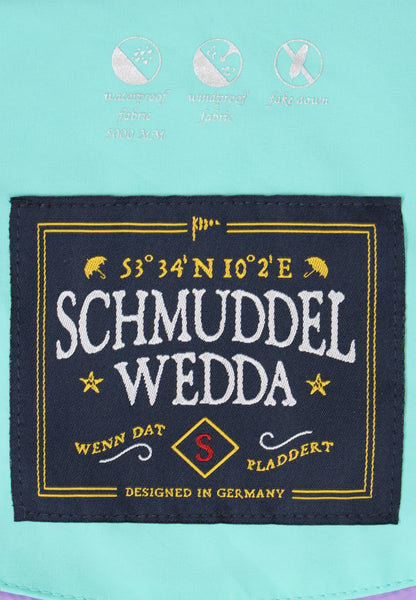 waterproof
fabric
5000 MM
windproof
fabric
fake down
53° 34' N 10° 2' E
SCHMUDDEL
WEDDA
WENN DAT
S
PLADDERT
DESIGNED IN GERMANY